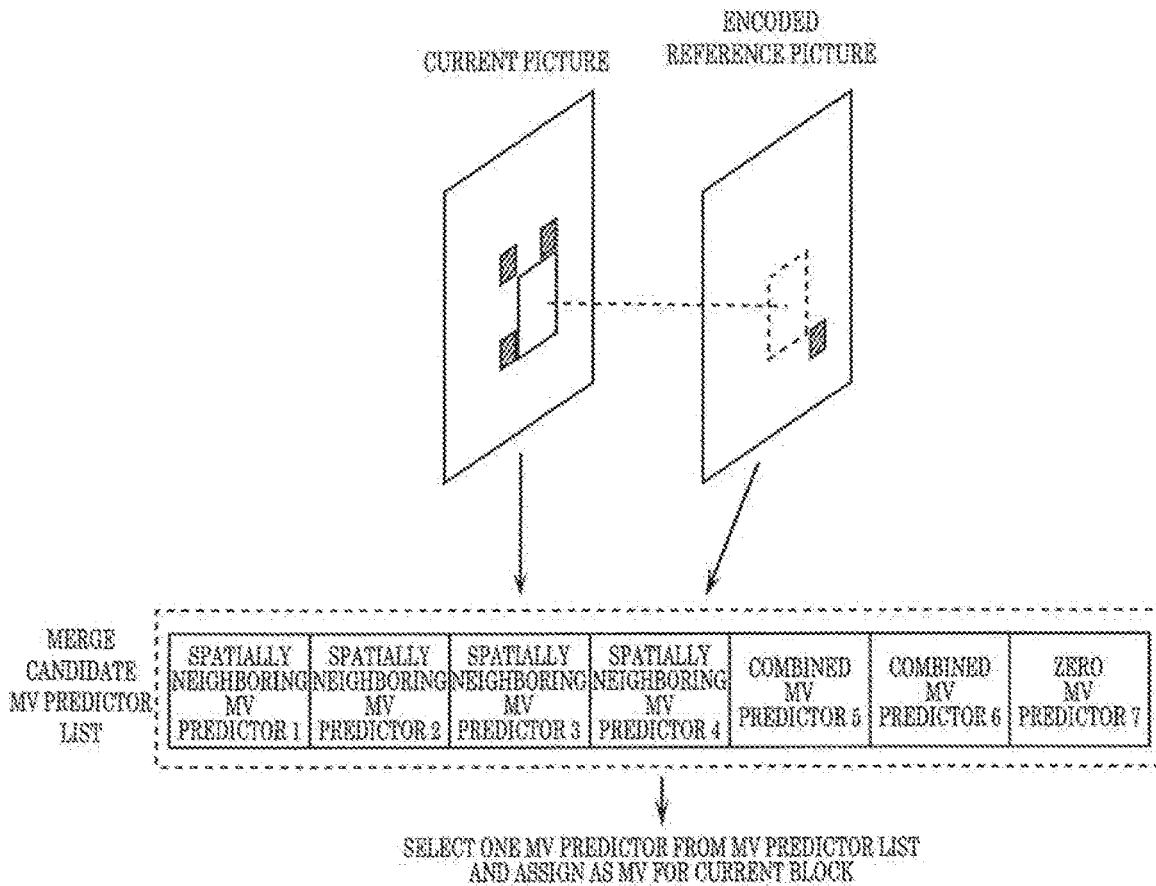 CURRENT PICTURE
ENCODED
REFERENCE PICTURE
MERGE
CANDIDATE
MV PREDICTOR
LIST
SPATIALLY
NEIGHBORING
MV
PREDICTOR 1
SPATIALLY
NEIGHBORING
MV
PREDICTOR 2
SPATIALLY
NEIGHBORING
MV
PREDICTOR 3
SPATIALLY
NEIGHBORING
MV
PREDICTOR 4
COMBINED
MV
PREDICTOR 5
COMBINED
MV
PREDICTOR 6
ZERO
MV
PREDICTOR 7
SELECT ONE MV PREDICTOR FROM MV PREDICTOR LIST
AND ASSIGN AS MV FOR CURRENT BLOCK